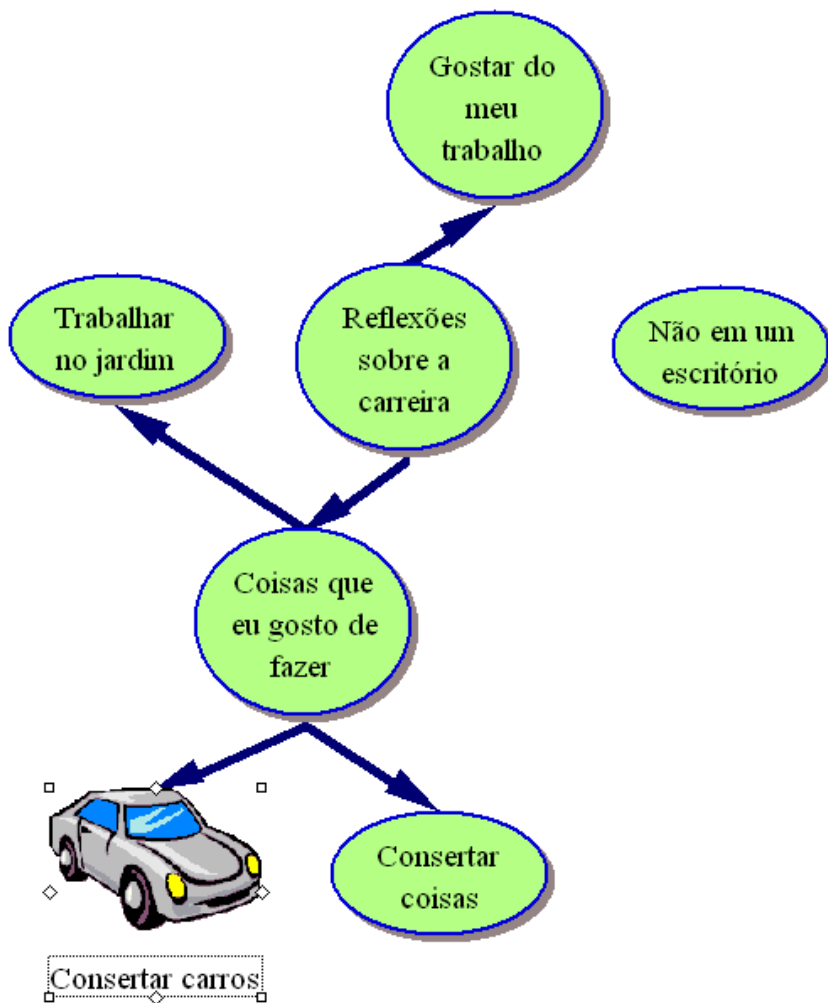 Gostar do
meu
trabalho
Trabalhar
no jardim
Reflexões
sobre a
carreira
Não em um
escritório
Coisas que
eu gosto de
fazer
Consertar carros
Consertar
coisas